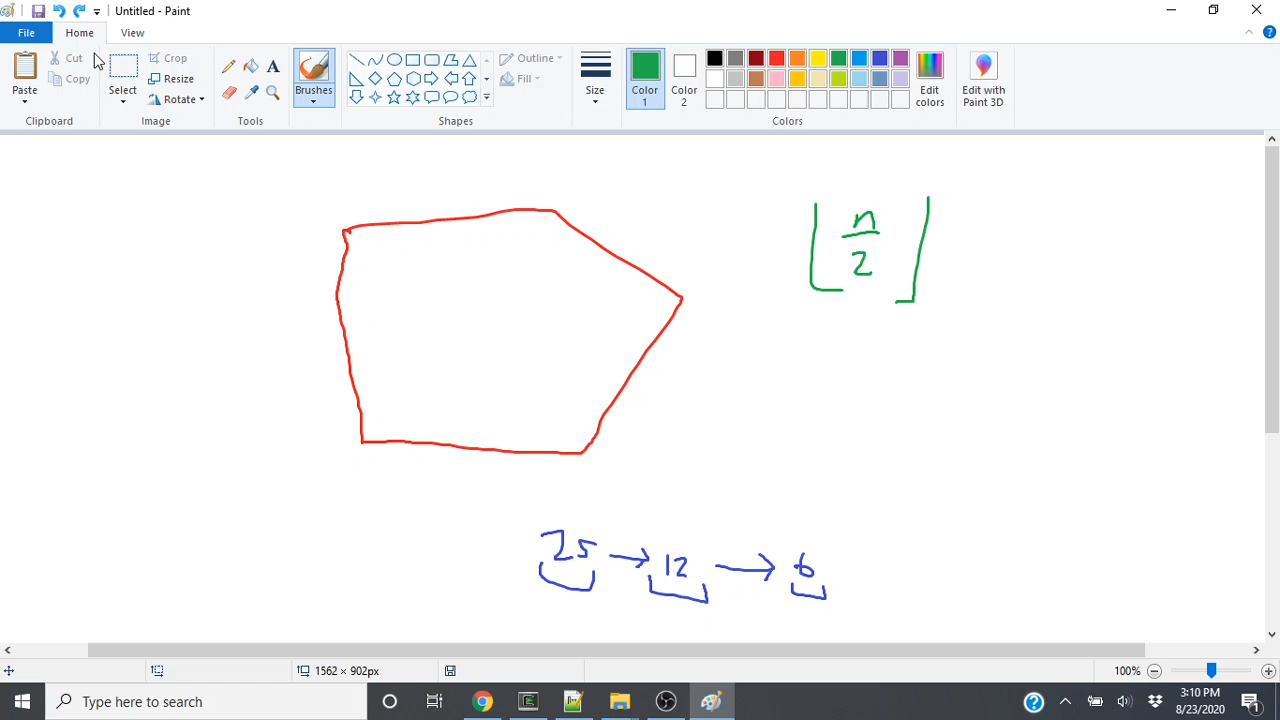 Untitled - Paint
File Home View
Paste
Cut
Copy
Clipboard
Select
Crop
Resize
Rotate
Image
Tools
A
Brushes
Shapes
Outline
Fill
Size
Color 1
Color 2
Edit colors
Colors
Edit with Paint 3D
⌊n/2⌋
25 → 12 → 6
1562 × 902px
100%
Type here to search
3:10 PM
8/23/2020
1